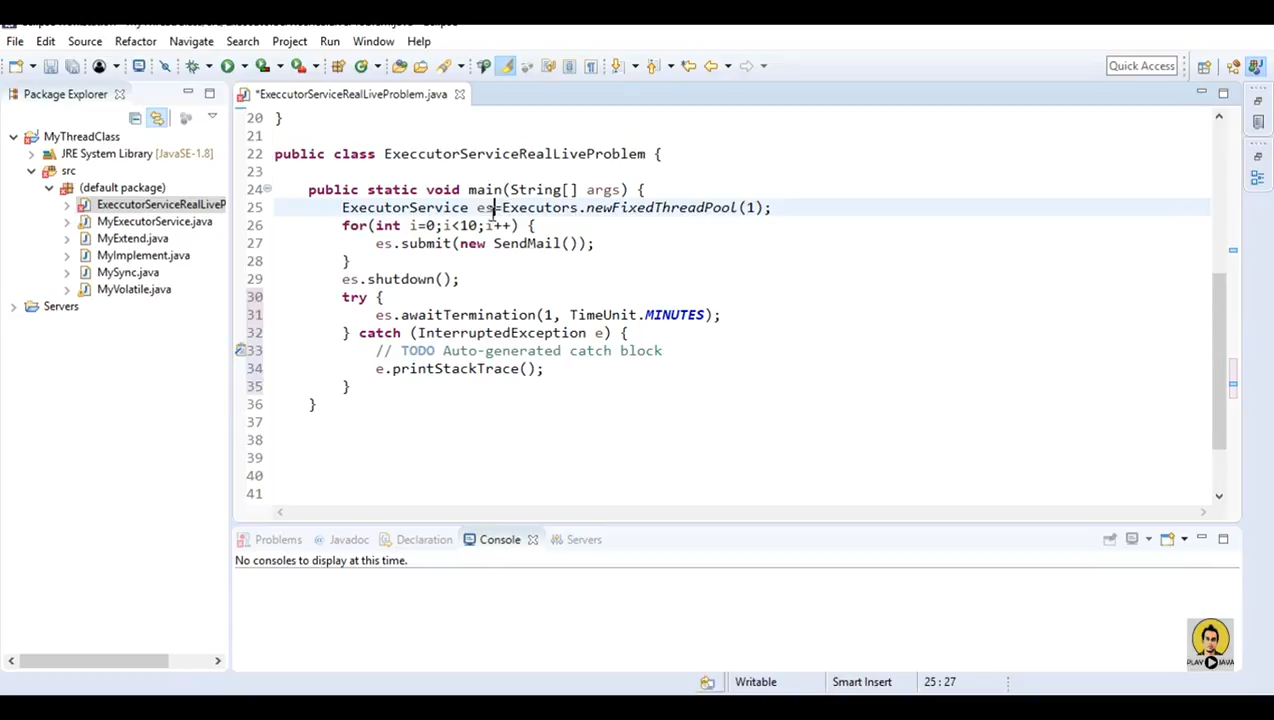 File Edit Source Refactor Navigate Search Project Run Window Help
Quick Access
Package Explorer
*ExeccutorServiceRealLiveProblem.java
MyThreadClass
JRE System Library [JavaSE-1.8]
src
(default package)
ExeccutorServiceRealLiveP
MyExecutorService.java
MyExtend.java
MyImplement.java
MySync.java
MyVolatile.java
Servers
20 }
21
22 public class ExeccutorServiceRealLiveProblem {
23
24 public static void main(String[] args) {
25 ExecutorService es=Executors.newFixedThreadPool(1);
26 for(int i=0;i<10;i++) {
27 es.submit(new SendMail());
28 }
29 es.shutdown();
30 try {
31 es.awaitTermination(1, TimeUnit.MINUTES);
32 } catch (InterruptedException e) {
33 // TODO Auto-generated catch block
34 e.printStackTrace();
35 }
36 }
37
38
39
40
41
Problems Javadoc Declaration Console Servers
No consoles to display at this time.
PLAY JAVA
Writable Smart Insert 25 : 27